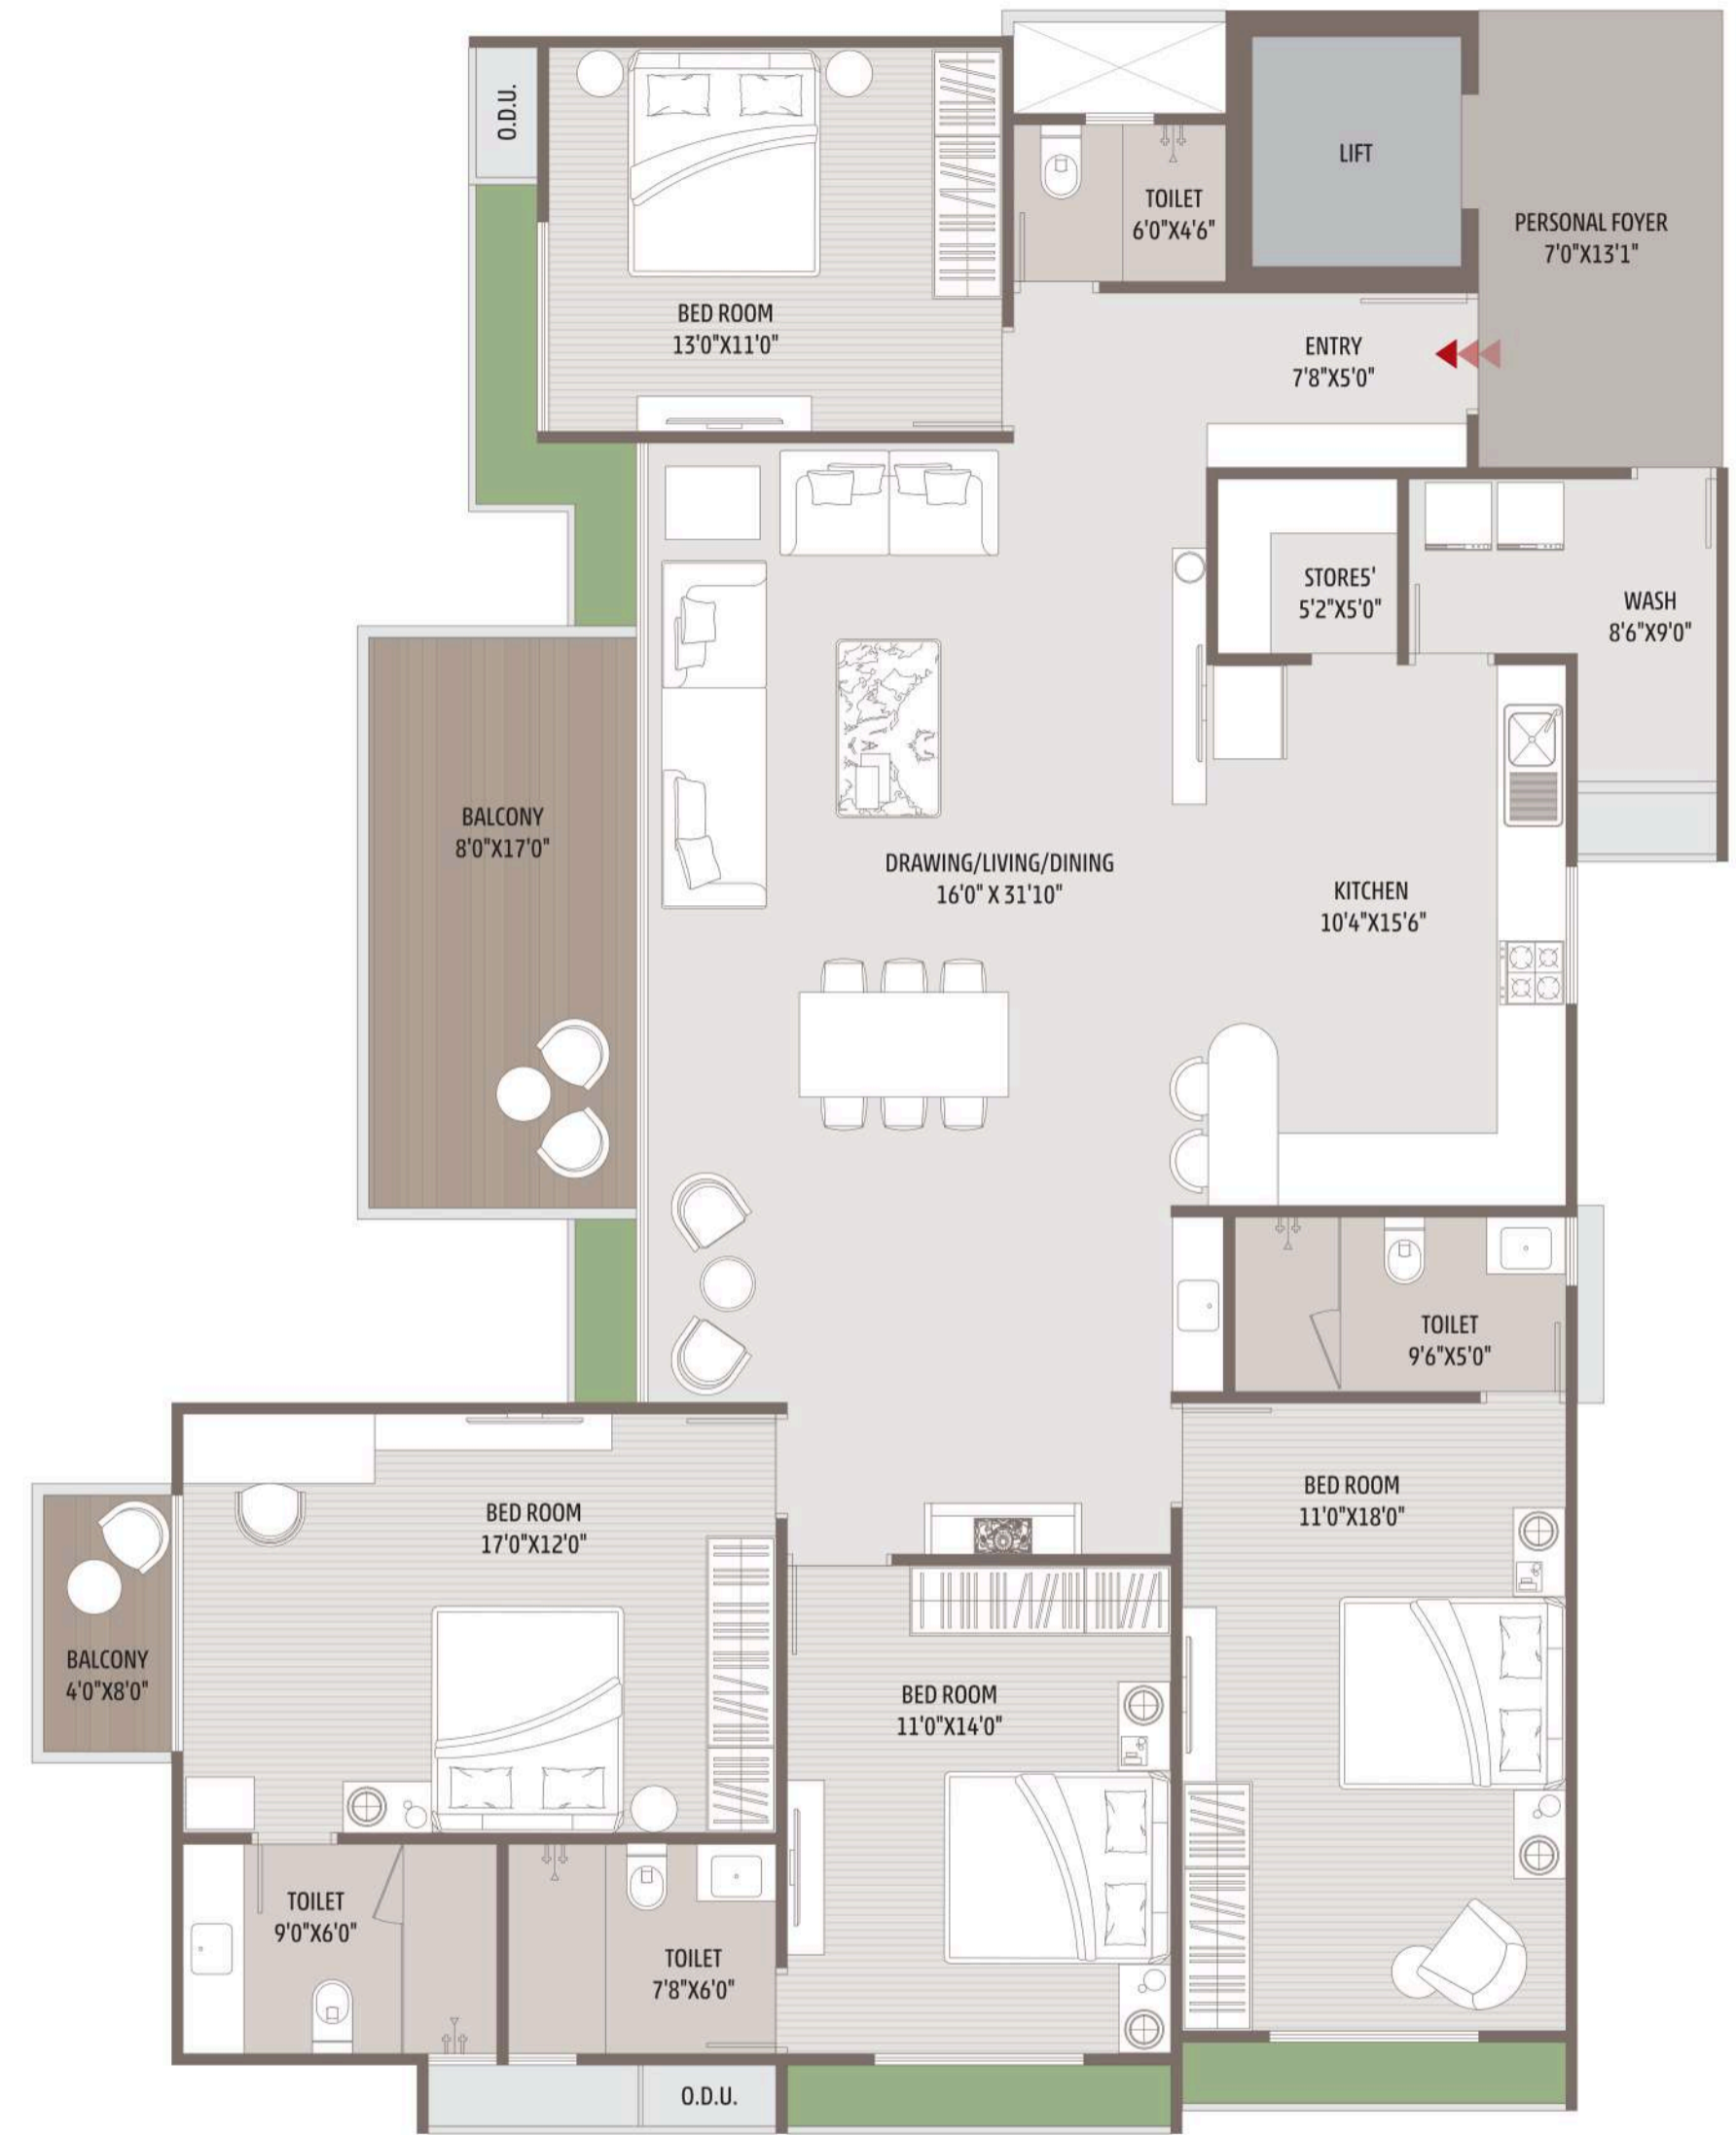 O.D.U.
LIFT
TOILET
6'0"X4'6"
PERSONAL FOYER
7'0"X13'1"
BED ROOM
13'0"X11'0"
ENTRY
7'8"X5'0"
STORE5'
5'2"X5'0"
WASH
8'6"X9'0"
BALCONY
8'0"X17'0"
DRAWING/LIVING/DINING
16'0" X 31'10"
KITCHEN
10'4"X15'6"
TOILET
9'6"X5'0"
BED ROOM
17'0"X12'0"
BED ROOM
11'0"X18'0"
BALCONY
4'0"X8'0"
BED ROOM
11'0"X14'0"
TOILET
9'0"X6'0"
TOILET
7'8"X6'0"
O.D.U.